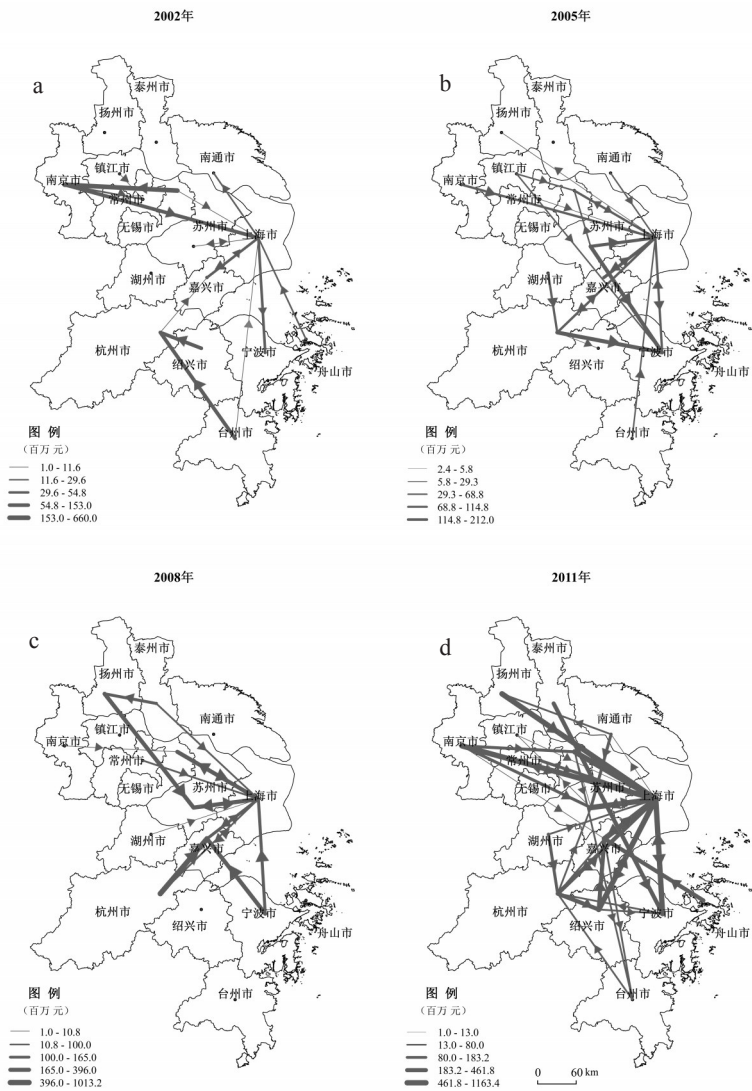 2002年
a
泰州市
扬州市
南通市
镇江市
南京市
常州市
苏州市
无锡市
上海市
湖州市
嘉兴市
杭州市
绍兴市
宁波市
舟山市
台州市
图 例
（百万 元）
1.0 - 11.6
11.6 - 29.6
29.6 - 54.8
54.8 - 153.0
153.0 - 660.0
2005年
b
泰州市
扬州市
南通市
镇江市
南京市
常州市
苏州市
无锡市
上海市
湖州市
嘉兴市
杭州市
绍兴市
宁波市
舟山市
台州市
图 例
（百万 元）
2.4 - 5.8
5.8 - 29.3
29.3 - 68.8
68.8 - 114.8
114.8 - 212.0
2008年
c
泰州市
扬州市
南通市
镇江市
南京市
常州市
苏州市
无锡市
上海市
湖州市
嘉兴市
杭州市
绍兴市
宁波市
舟山市
台州市
图 例
（百万 元）
1.0 - 10.8
10.8 - 100.0
100.0 - 165.0
165.0 - 396.0
396.0 - 1013.2
2011年
d
泰州市
扬州市
南通市
镇江市
南京市
常州市
苏州市
无锡市
上海市
湖州市
嘉兴市
杭州市
绍兴市
宁波市
舟山市
台州市
图 例
（百万 元）
1.0 - 13.0
13.0 - 80.0
80.0 - 183.2
183.2 - 461.8
461.8 - 1163.4
0 60 km